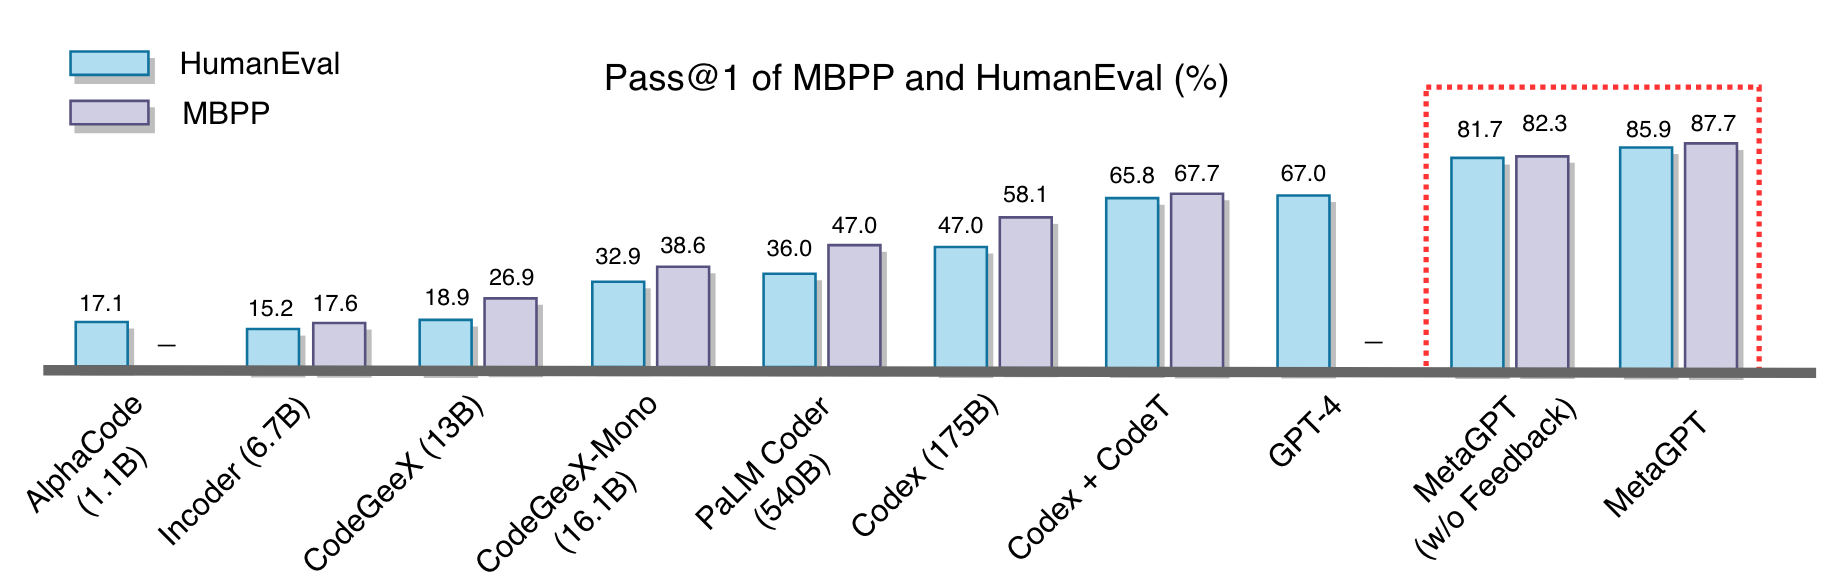 HumanEval
MBPP
Pass@1 of MBPP and HumanEval (%)
17.1
–
15.2
17.6
18.9
26.9
32.9
38.6
36.0
47.0
47.0
58.1
65.8
67.7
67.0
–
81.7
82.3
85.9
87.7
AlphaCode
(1.1B)
Incoder (6.7B)
CodeGeeX (13B)
CodeGeeX-Mono
(16.1B)
PaLM Coder
(540B)
Codex (175B)
Codex + CodeT
GPT-4
MetaGPT
(w/o Feedback)
MetaGPT